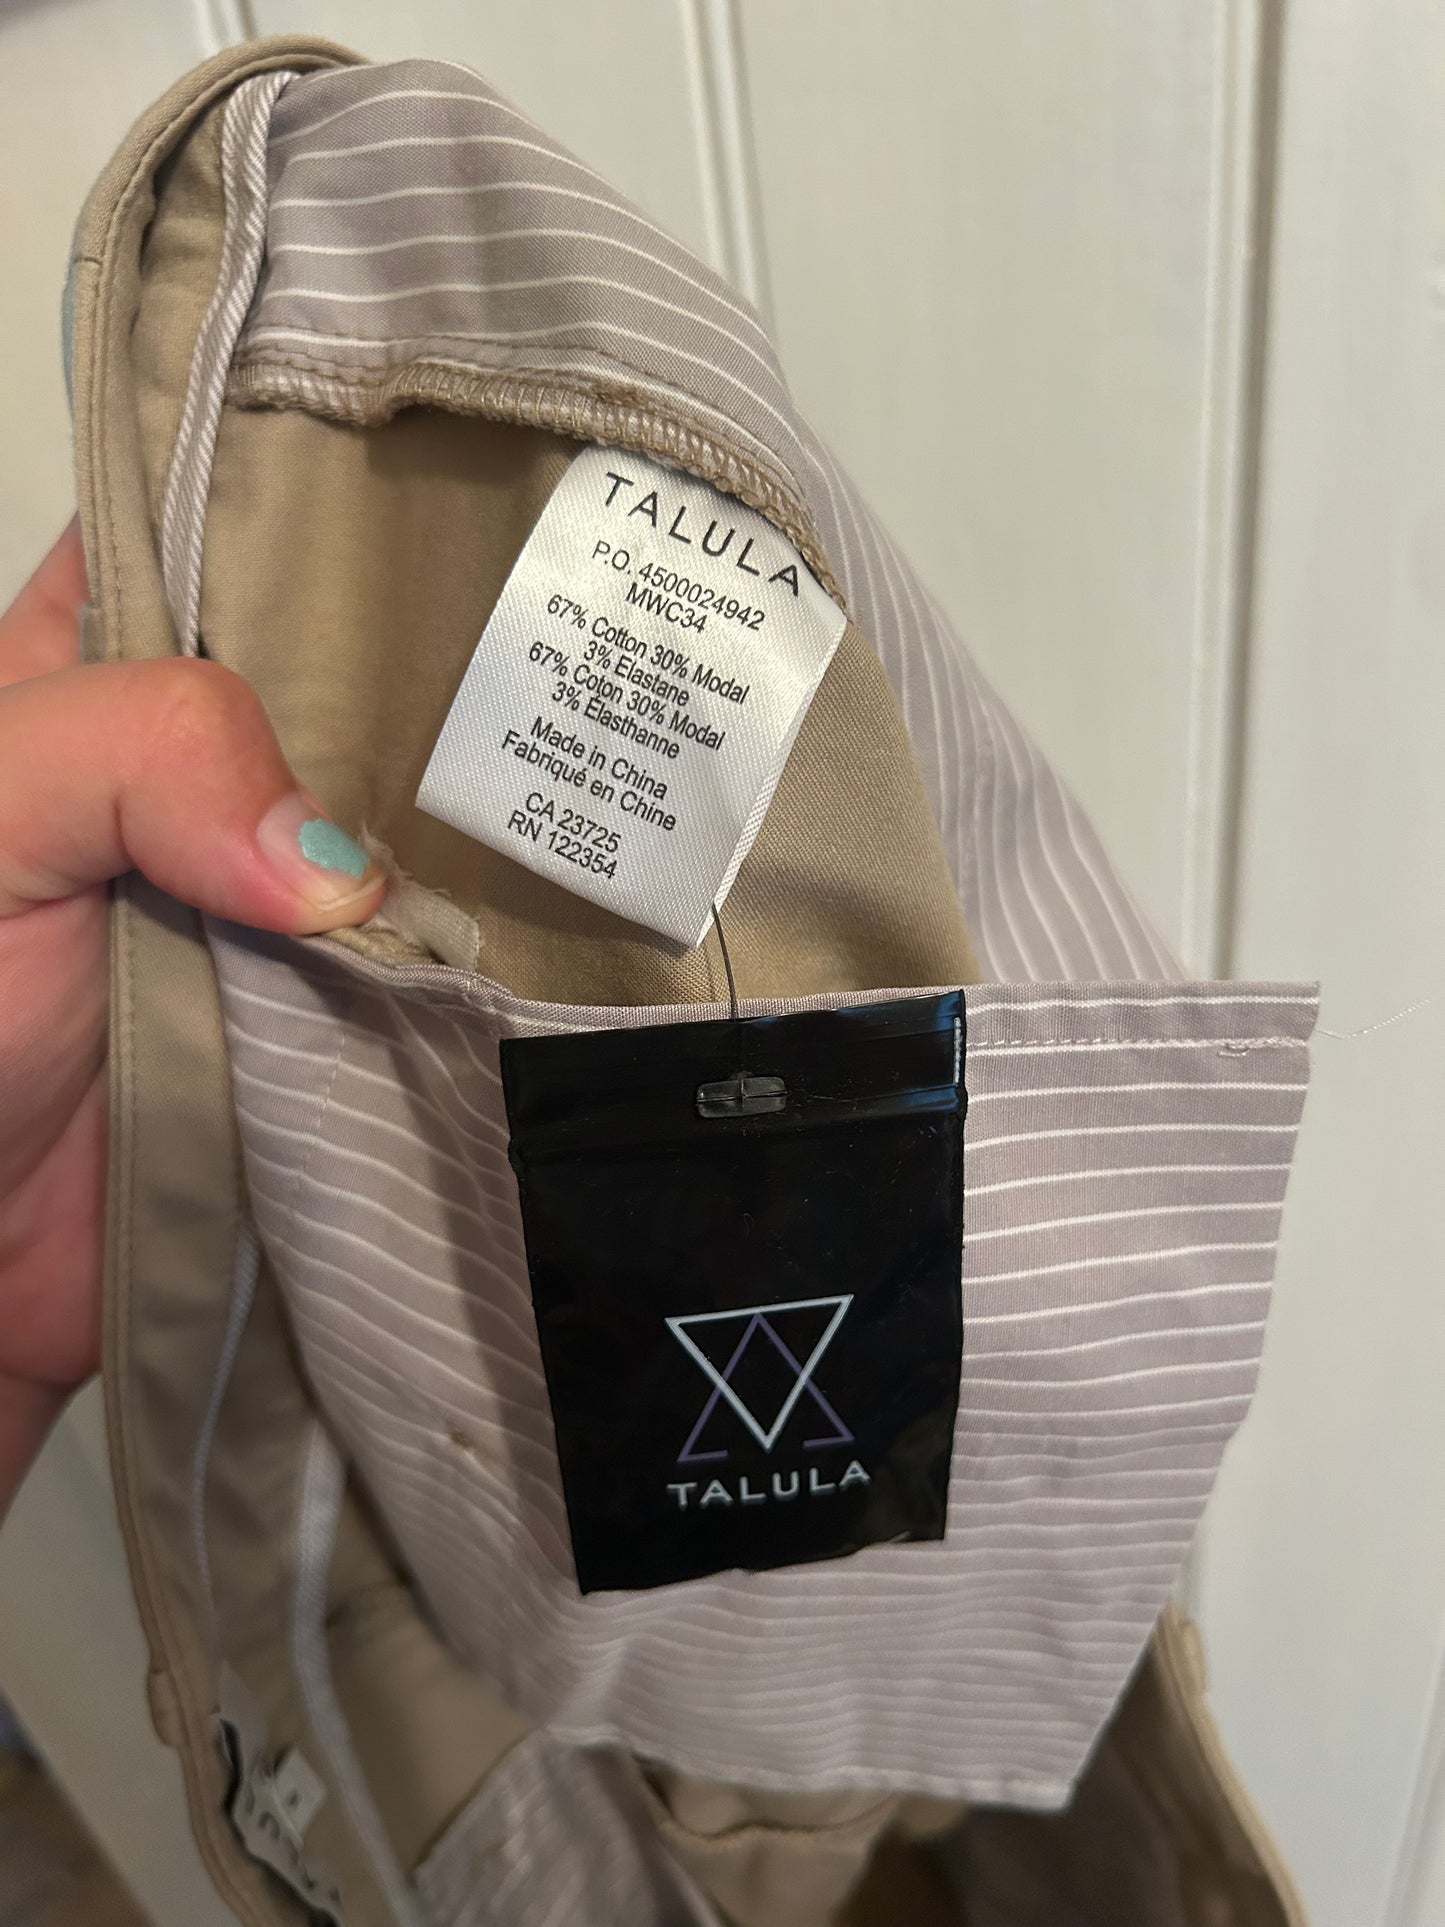 TALULA
P.O. 4500024942
MWC34
67% Cotton 30% Modal
3% Elastane
67% Coton 30% Modal
3% Élasthanne
Made in China
Fabriqué en Chine
CA 23725
RN 122354
TALULA